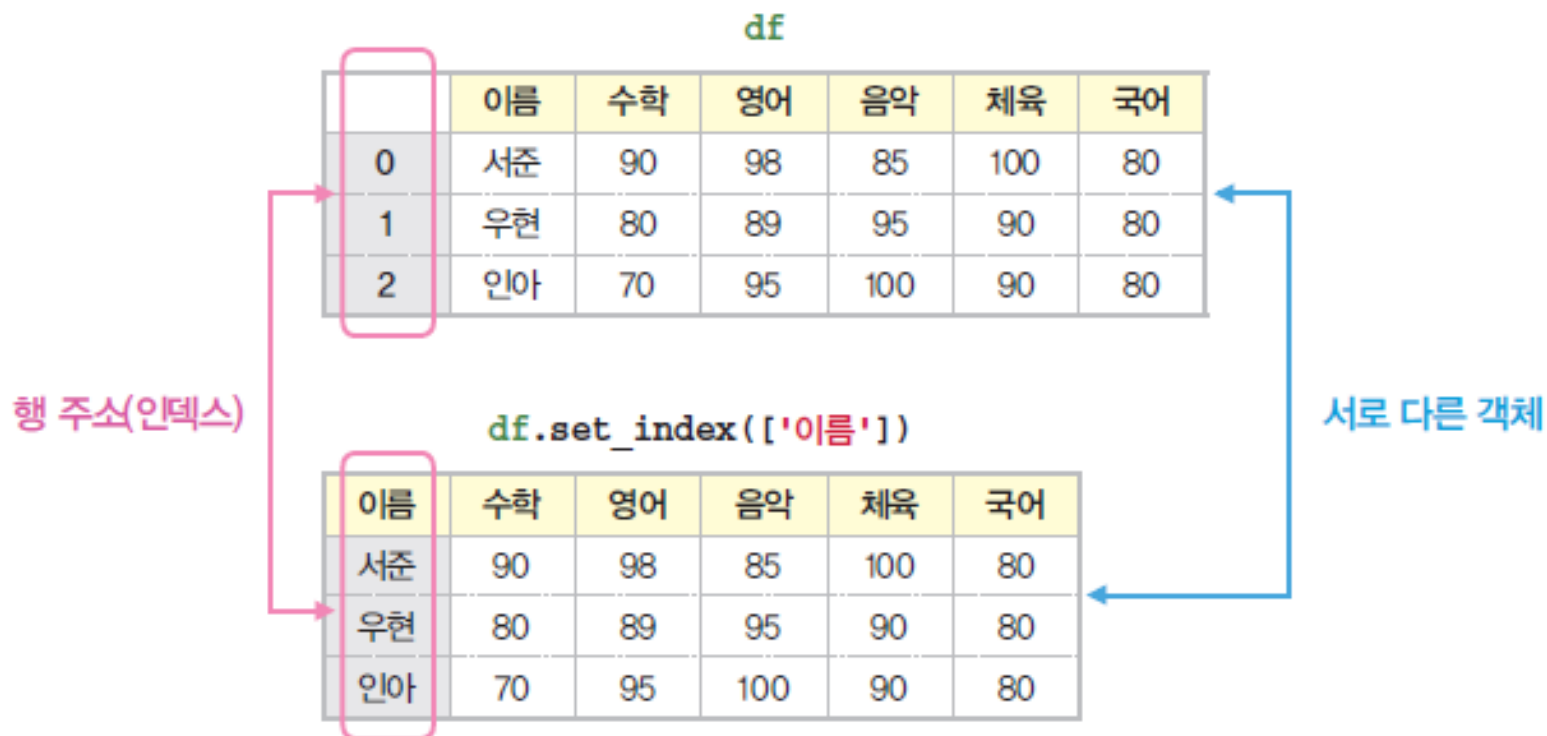 df
이름 수학 영어 음악 체육 국어
0 서준 90 98 85 100 80
1 우현 80 89 95 90 80
2 인아 70 95 100 90 80
행 주소(인덱스)
서로 다른 객체
df.set_index(['이름'])
이름 수학 영어 음악 체육 국어
서준 90 98 85 100 80
우현 80 89 95 90 80
인아 70 95 100 90 80